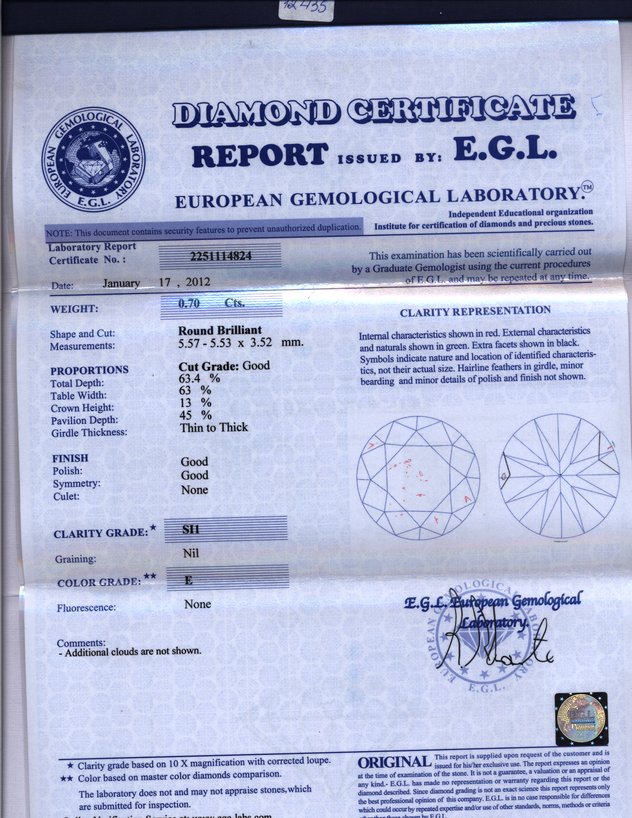 435
DIAMOND CERTIFICATE
REPORT ISSUED BY: E.G.L.
EUROPEAN GEMOLOGICAL LABORATORY.™
EUROPEAN GEMOLOGICAL LABORATORY
E.G.L.
Independent Educational organization
Institute for certification of diamonds and precious stones.
NOTE: This document contains security features to prevent unauthorized duplication.
Laboratory Report
Certificate No. : 2251114824
Date: January 17 , 2012
WEIGHT: 0.70 Cts.
Shape and Cut: Round Brilliant
Measurements: 5.57 - 5.53 x 3.52 mm.
PROPORTIONS Cut Grade: Good
Total Depth: 63.4 %
Table Width: 63 %
Crown Height: 13 %
Pavilion Depth: 45 %
Girdle Thickness: Thin to Thick
FINISH
Polish: Good
Symmetry: Good
Culet: None
CLARITY GRADE:★ SI1
Graining: Nil
COLOR GRADE:★★ E
Fluorescence: None
Comments:
- Additional clouds are not shown.
This examination has been scientifically carried out
by a Graduate Gemologist using the current procedures
of E.G.L. and may be repeated at any time.
CLARITY REPRESENTATION
Internal characteristics shown in red. External characteristics
and naturals shown in green. Extra facets shown in black.
Symbols indicate nature and location of identified characteris-
tics, not their actual size. Hairline feathers in girdle, minor
bearding and minor details of polish and finish not shown.
E.G.L. European Gemological
Laboratory.
E.G.L.
★ Clarity grade based on 10 X magnification with corrected loupe.
★★ Color based on master color diamonds comparison.
The laboratory does not and may not appraise stones,which
are submitted for inspection.
ORIGINAL This report is supplied upon request of the customer and is
issued for his/her exclusive use. The report expresses an opinion
at the time of examination of the stone. It is not a guarantee, a valuation or an appraisal of
any kind.- E.G.L. has made no representation or warranty regarding this report or the
diamond described. Since diamond grading is not an exact science this report represents only
the best professional opinion of this company. E.G.L. is in no case responsible for differences
which could occur by repeated expertise and/or use of other standards, norms, methods or criteria